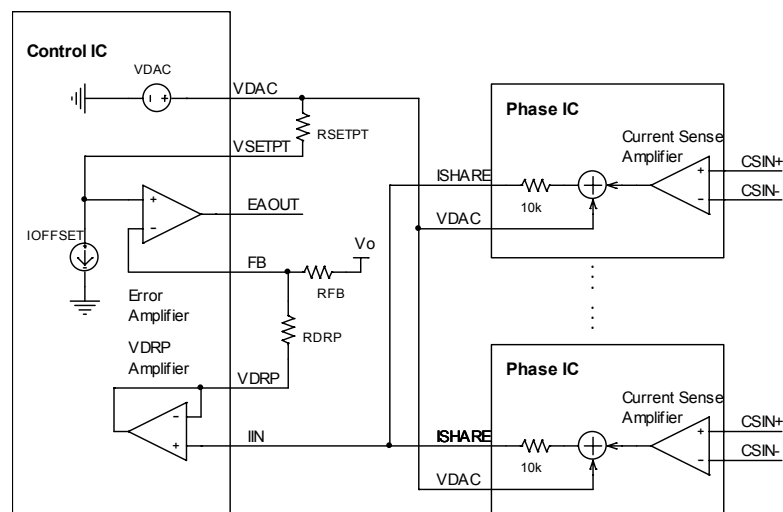 Control IC
VDAC
VDAC
RSETPT
VSETPT
IOFFSET
EAOUT
Vo
FB
RFB
Error
Amplifier
RDRP
VDRP
Amplifier
VDRP
IIN
Phase IC
Current Sense
Amplifier
CSIN+
CSIN-
ISHARE
10k
VDAC
Phase IC
Current Sense
Amplifier
CSIN+
CSIN-
ISHARE
10k
VDAC